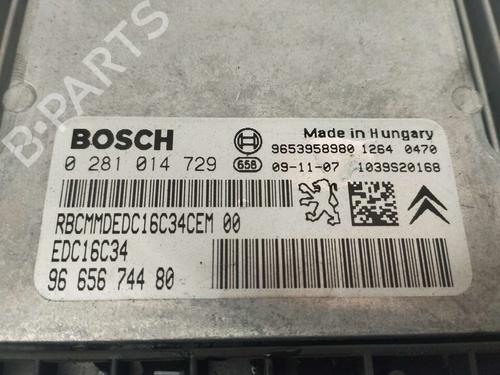 B-PARTS
BOSCH
Made in Hungary
9653958980 1264 0470
0 281 014 729
658
09-11-07 1039S20168
RBCMMDEDC16C34CEM 00
EDC16C34
96 656 744 80